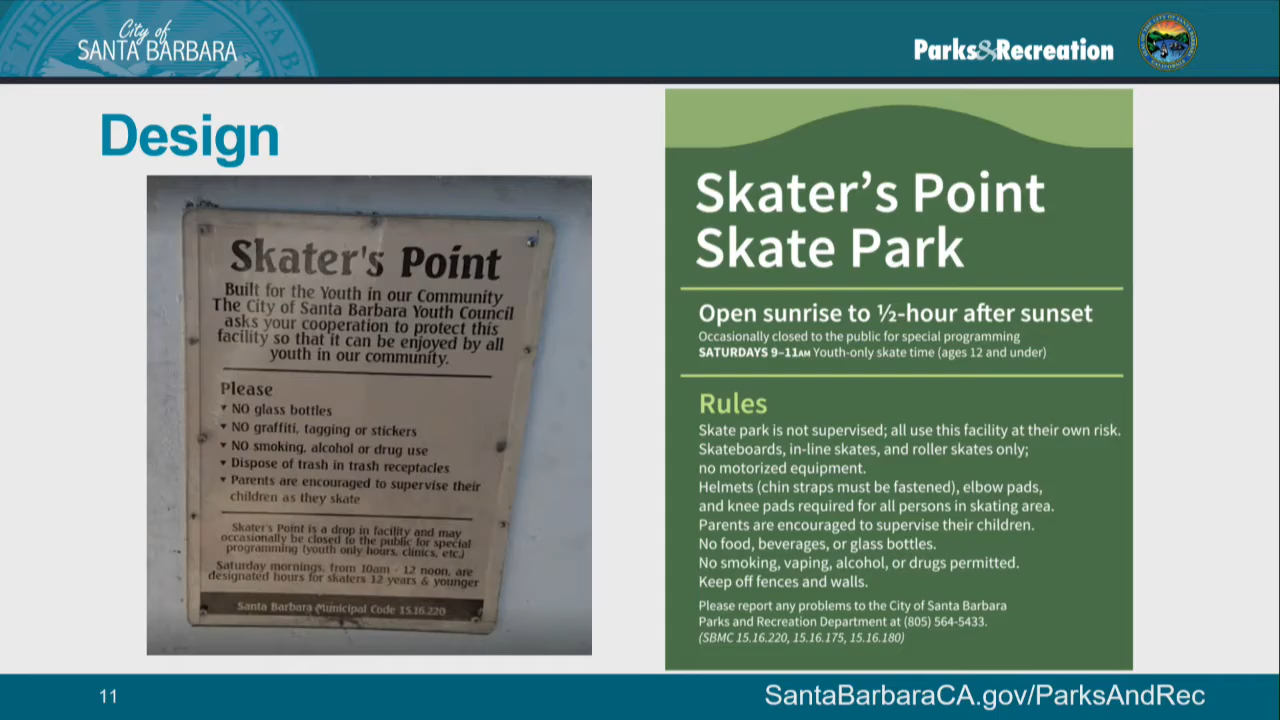 City of
SANTA BARBARA
Parks&Recreation
Design
Skater's Point
Built for the Youth in our Community
The City of Santa Barbara Youth Council
asks your cooperation to protect this
facility so that it can be enjoyed by all
youth in our community.
Please
▾ NO glass bottles
▾ NO graffiti, tagging or stickers
▾ NO smoking, alcohol or drug use
▾ Dispose of trash in trash receptacles
▾ Parents are encouraged to supervise their
children as they skate
Skater's Point is a drop in facility and may
occasionally be closed to the public for special
programming (youth only hours, clinics, etc.)
Saturday mornings, from 10am - 12 noon, are
designated hours for skaters 12 years & younger
Santa Barbara Municipal Code 15.16.220
Skater’s Point
Skate Park
Open sunrise to ½-hour after sunset
Occasionally closed to the public for special programming
SATURDAYS 9–11AM Youth-only skate time (ages 12 and under)
Rules
Skate park is not supervised; all use this facility at their own risk.
Skateboards, in-line skates, and roller skates only;
no motorized equipment.
Helmets (chin straps must be fastened), elbow pads,
and knee pads required for all persons in skating area.
Parents are encouraged to supervise their children.
No food, beverages, or glass bottles.
No smoking, vaping, alcohol, or drugs permitted.
Keep off fences and walls.
Please report any problems to the City of Santa Barbara
Parks and Recreation Department at (805) 564-5433.
(SBMC 15.16.220, 15.16.175, 15.16.180)
11
SantaBarbaraCA.gov/ParksAndRec